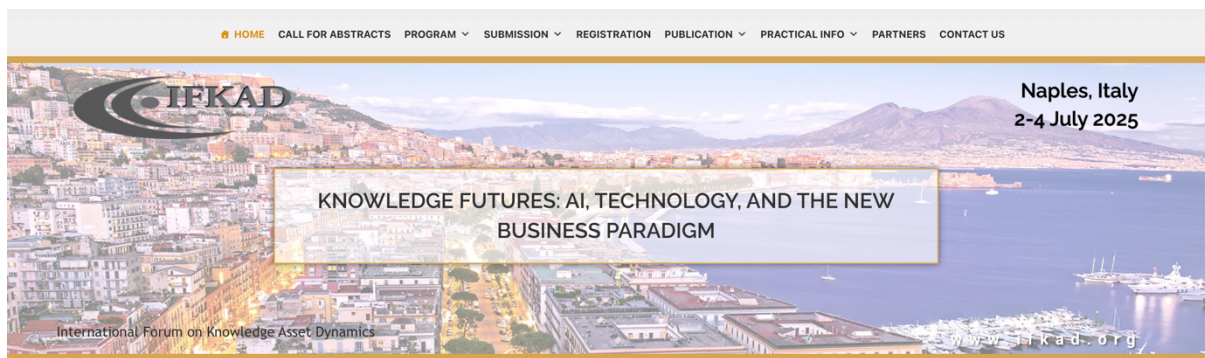 HOME CALL FOR ABSTRACTS PROGRAM SUBMISSION REGISTRATION PUBLICATION PRACTICAL INFO PARTNERS CONTACT US
IFKAD
Naples, Italy
2-4 July 2025
KNOWLEDGE FUTURES: AI, TECHNOLOGY, AND THE NEW
BUSINESS PARADIGM
International Forum on Knowledge Asset Dynamics
www.ifkad.org